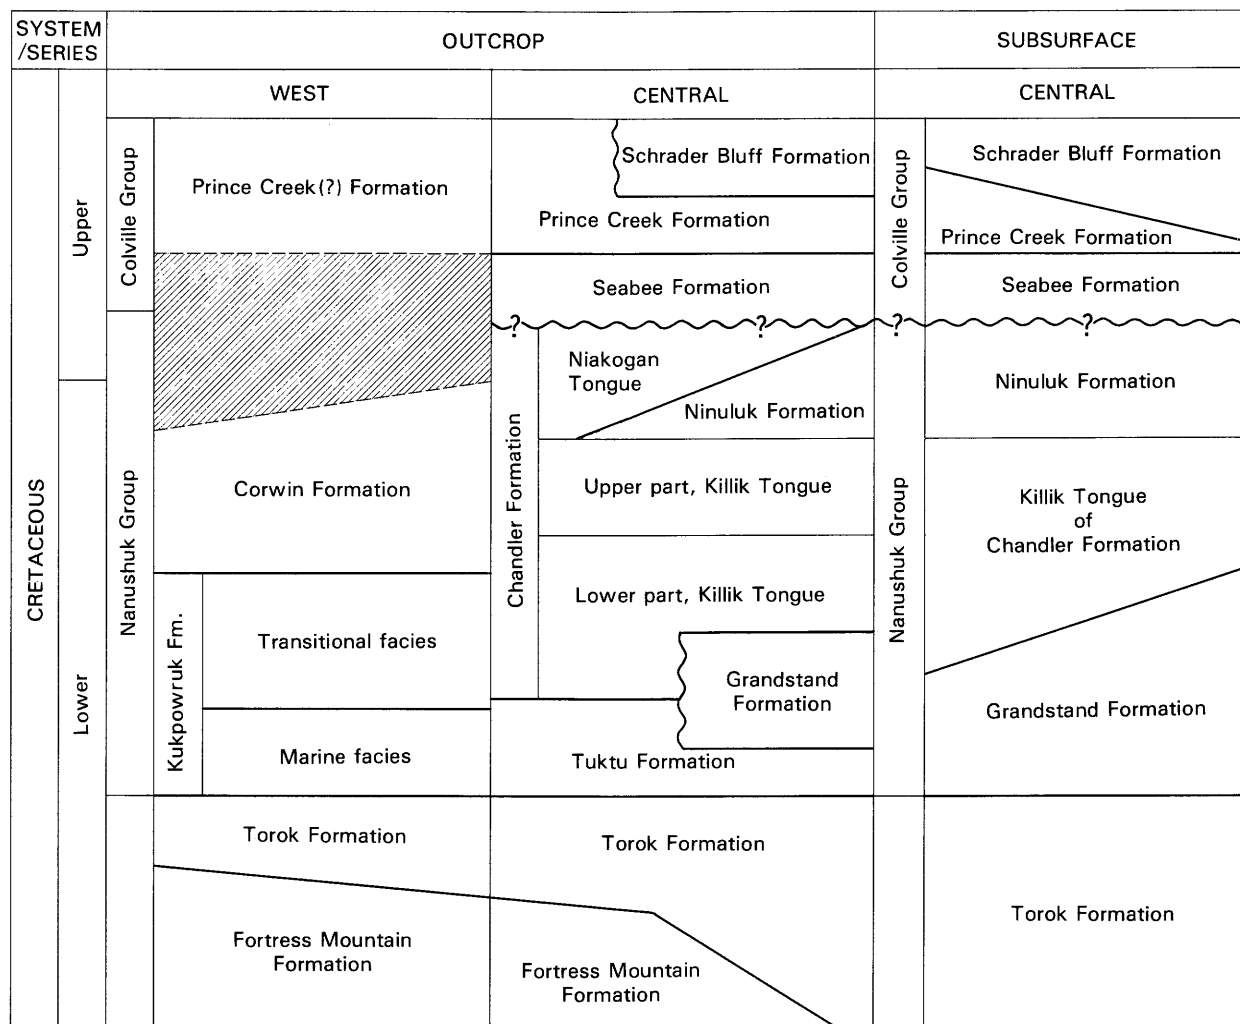 SYSTEM
/SERIES
OUTCROP
SUBSURFACE
WEST
CENTRAL
CENTRAL
CRETACEOUS
Upper
Lower
Colville Group
Nanushuk Group
Prince Creek(?) Formation
Corwin Formation
Kukpowruk Fm.
Transitional facies
Marine facies
Torok Formation
Fortress Mountain
Formation
Schrader Bluff Formation
Prince Creek Formation
Seabee Formation
?
?
Chandler Formation
Niakogan
Tongue
Ninuluk Formation
Upper part, Killik Tongue
Lower part, Killik Tongue
Grandstand
Formation
Tuktu Formation
Torok Formation
Fortress Mountain
Formation
Colville Group
?
Nanushuk Group
Schrader Bluff Formation
Prince Creek Formation
Seabee Formation
?
Ninuluk Formation
Killik Tongue
of
Chandler Formation
Grandstand Formation
Torok Formation